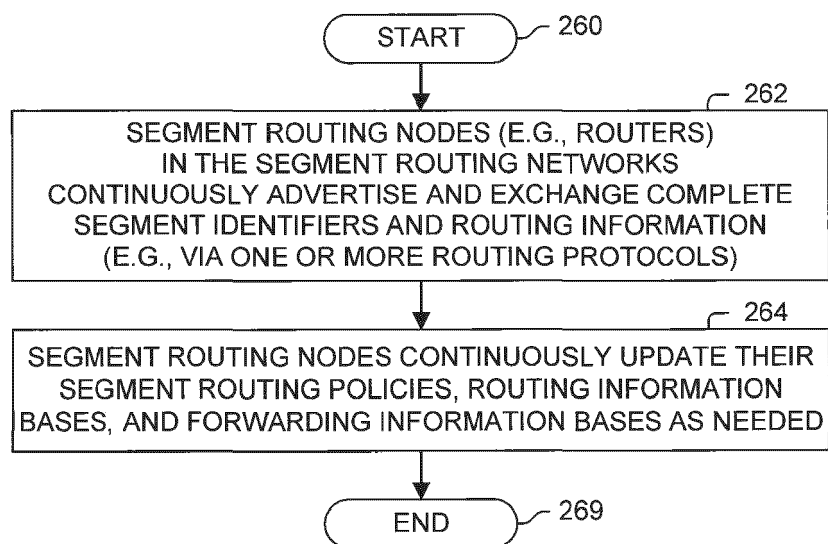 START
260
262
SEGMENT ROUTING NODES (E.G., ROUTERS)
IN THE SEGMENT ROUTING NETWORKS
CONTINUOUSLY ADVERTISE AND EXCHANGE COMPLETE
SEGMENT IDENTIFIERS AND ROUTING INFORMATION
(E.G., VIA ONE OR MORE ROUTING PROTOCOLS)
264
SEGMENT ROUTING NODES CONTINUOUSLY UPDATE THEIR
SEGMENT ROUTING POLICIES, ROUTING INFORMATION
BASES, AND FORWARDING INFORMATION BASES AS NEEDED
END
269